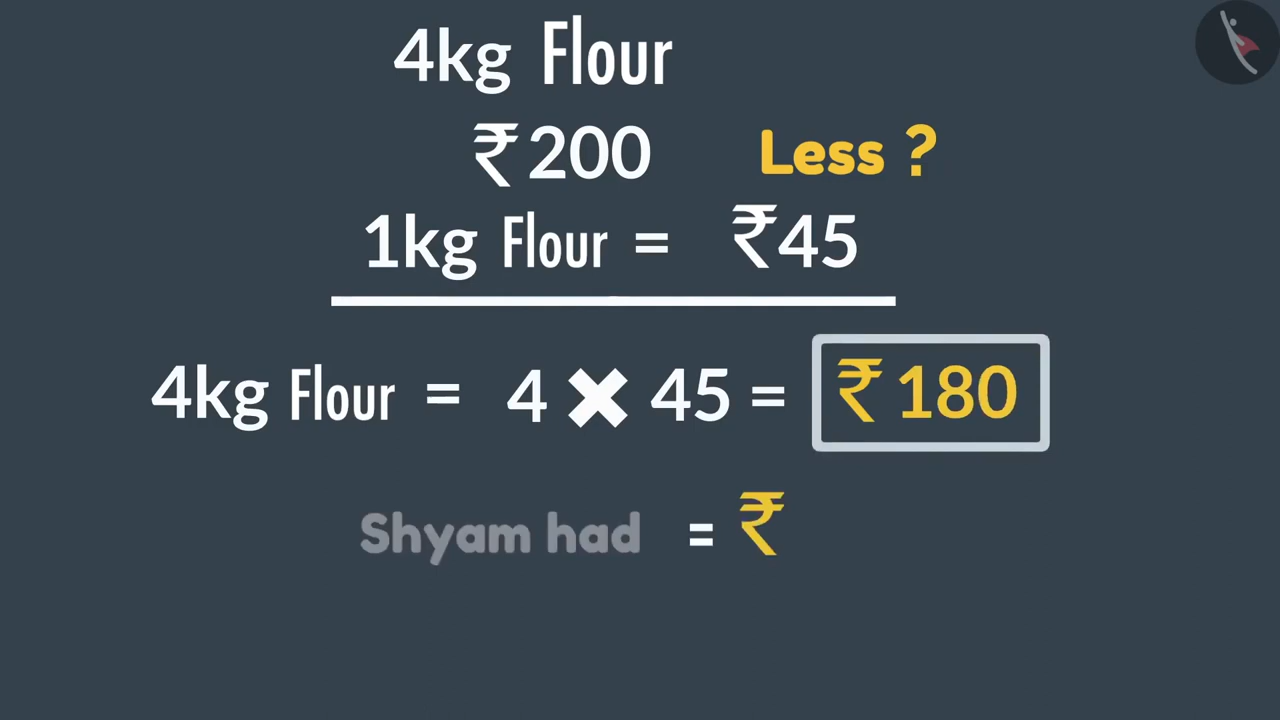 4kg Flour
₹200 Less ?
1kg Flour = ₹45
4kg Flour = 4 × 45 = ₹180
Shyam had = ₹